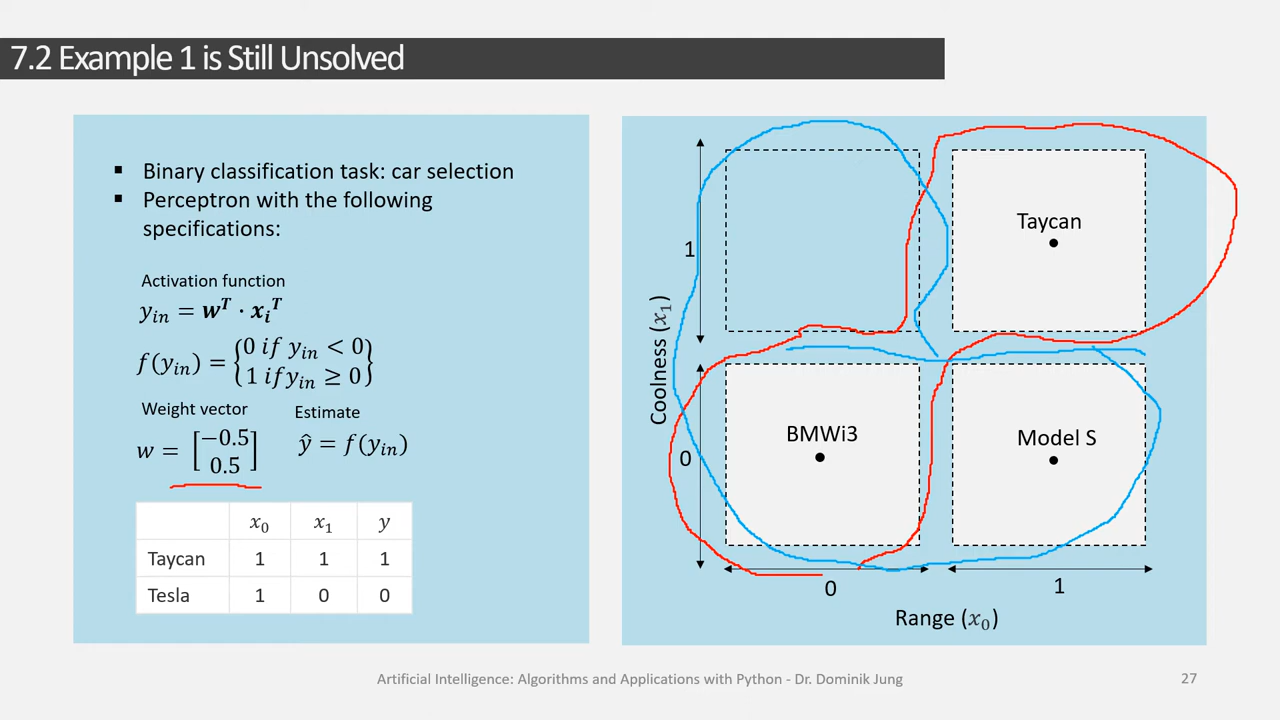 7.2 Example 1 is Still Unsolved
▪ Binary classification task: car selection
▪ Perceptron with the following
specifications:
Activation function
y_in = w^T · x_i^T
f(y_in) = {0 if y_in < 0
1 if y_in ≥ 0}
Weight vector
w = [−0.5
0.5]
Estimate
ŷ = f(y_in)
x_0 x_1 y
Taycan 1 1 1
Tesla 1 0 0
Coolness (x_1)
1
0
Taycan
BMWi3
Model S
0
1
Range (x_0)
Artificial Intelligence: Algorithms and Applications with Python - Dr. Dominik Jung
27